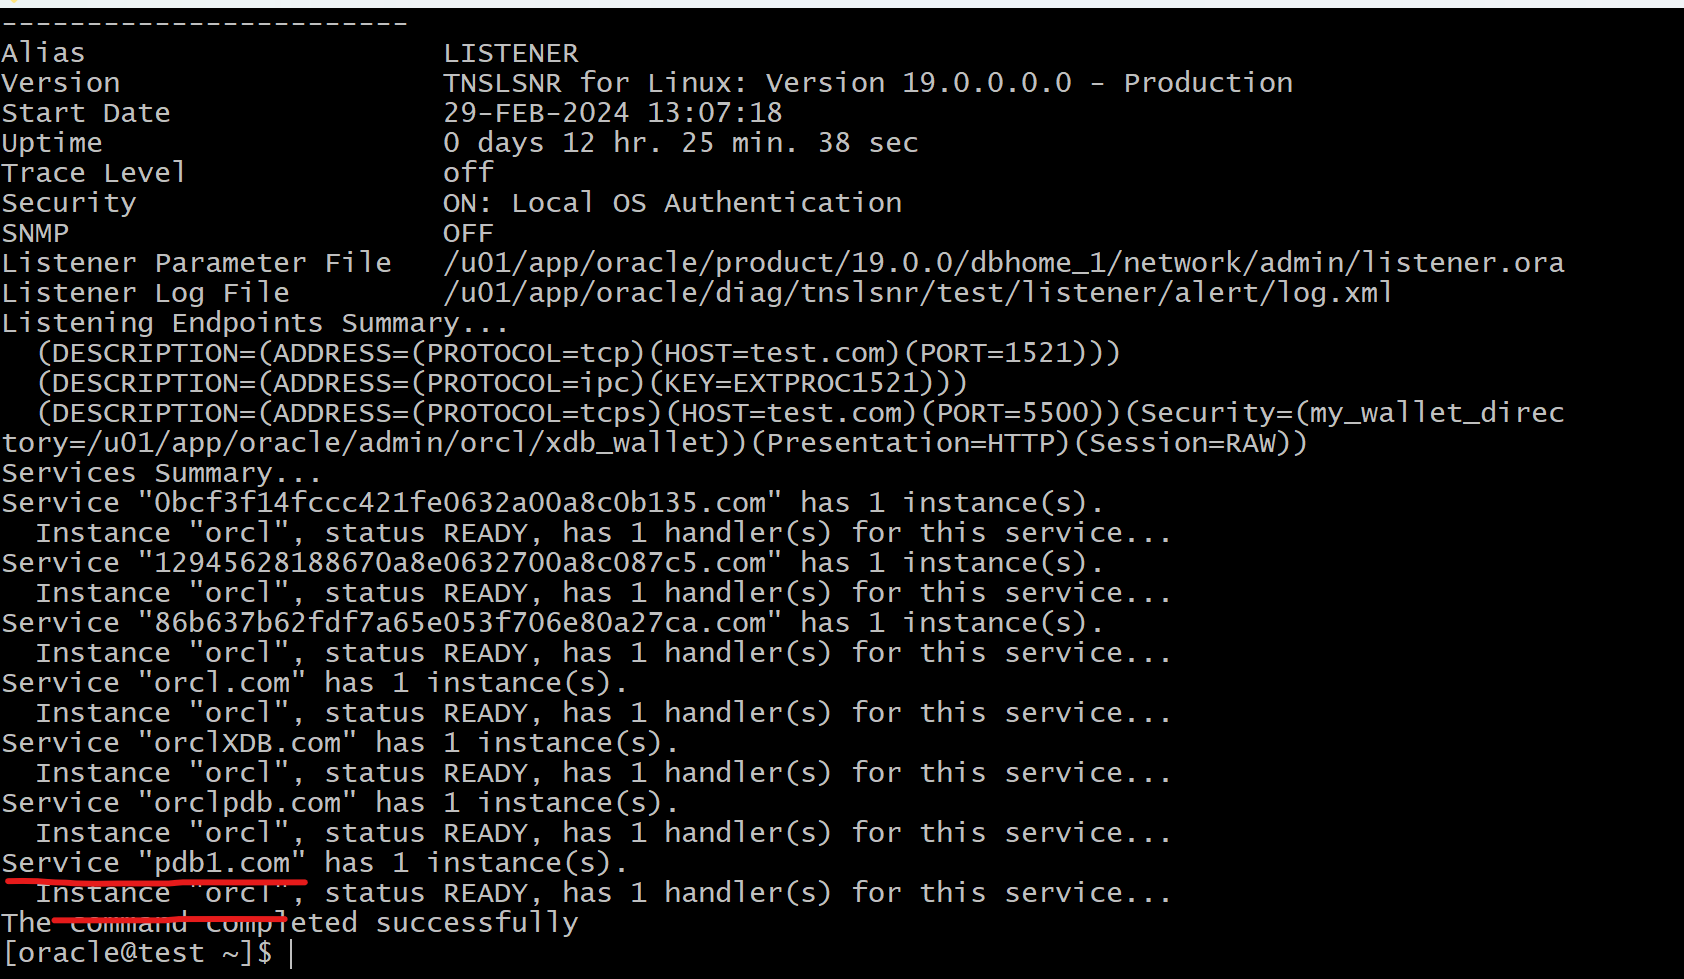 ------------------------
Alias                     LISTENER
Version                   TNSLSNR for Linux: Version 19.0.0.0.0 - Production
Start Date                29-FEB-2024 13:07:18
Uptime                    0 days 12 hr. 25 min. 38 sec
Trace Level               off
Security                  ON: Local OS Authentication
SNMP                      OFF
Listener Parameter File   /u01/app/oracle/product/19.0.0/dbhome_1/network/admin/listener.ora
Listener Log File         /u01/app/oracle/diag/tnslsnr/test/listener/alert/log.xml
Listening Endpoints Summary...
  (DESCRIPTION=(ADDRESS=(PROTOCOL=tcp)(HOST=test.com)(PORT=1521)))
  (DESCRIPTION=(ADDRESS=(PROTOCOL=ipc)(KEY=EXTPROC1521)))
  (DESCRIPTION=(ADDRESS=(PROTOCOL=tcps)(HOST=test.com)(PORT=5500))(Security=(my_wallet_direc
tory=/u01/app/oracle/admin/orcl/xdb_wallet))(Presentation=HTTP)(Session=RAW))
Services Summary...
Service "0bcf3f14fccc421fe0632a00a8c0b135.com" has 1 instance(s).
  Instance "orcl", status READY, has 1 handler(s) for this service...
Service "12945628188670a8e0632700a8c087c5.com" has 1 instance(s).
  Instance "orcl", status READY, has 1 handler(s) for this service...
Service "86b637b62fdf7a65e053f706e80a27ca.com" has 1 instance(s).
  Instance "orcl", status READY, has 1 handler(s) for this service...
Service "orcl.com" has 1 instance(s).
  Instance "orcl", status READY, has 1 handler(s) for this service...
Service "orclXDB.com" has 1 instance(s).
  Instance "orcl", status READY, has 1 handler(s) for this service...
Service "orclpdb.com" has 1 instance(s).
  Instance "orcl", status READY, has 1 handler(s) for this service...
Service "pdb1.com" has 1 instance(s).
  Instance "orcl", status READY, has 1 handler(s) for this service...
The command completed successfully
[oracle@test ~]$